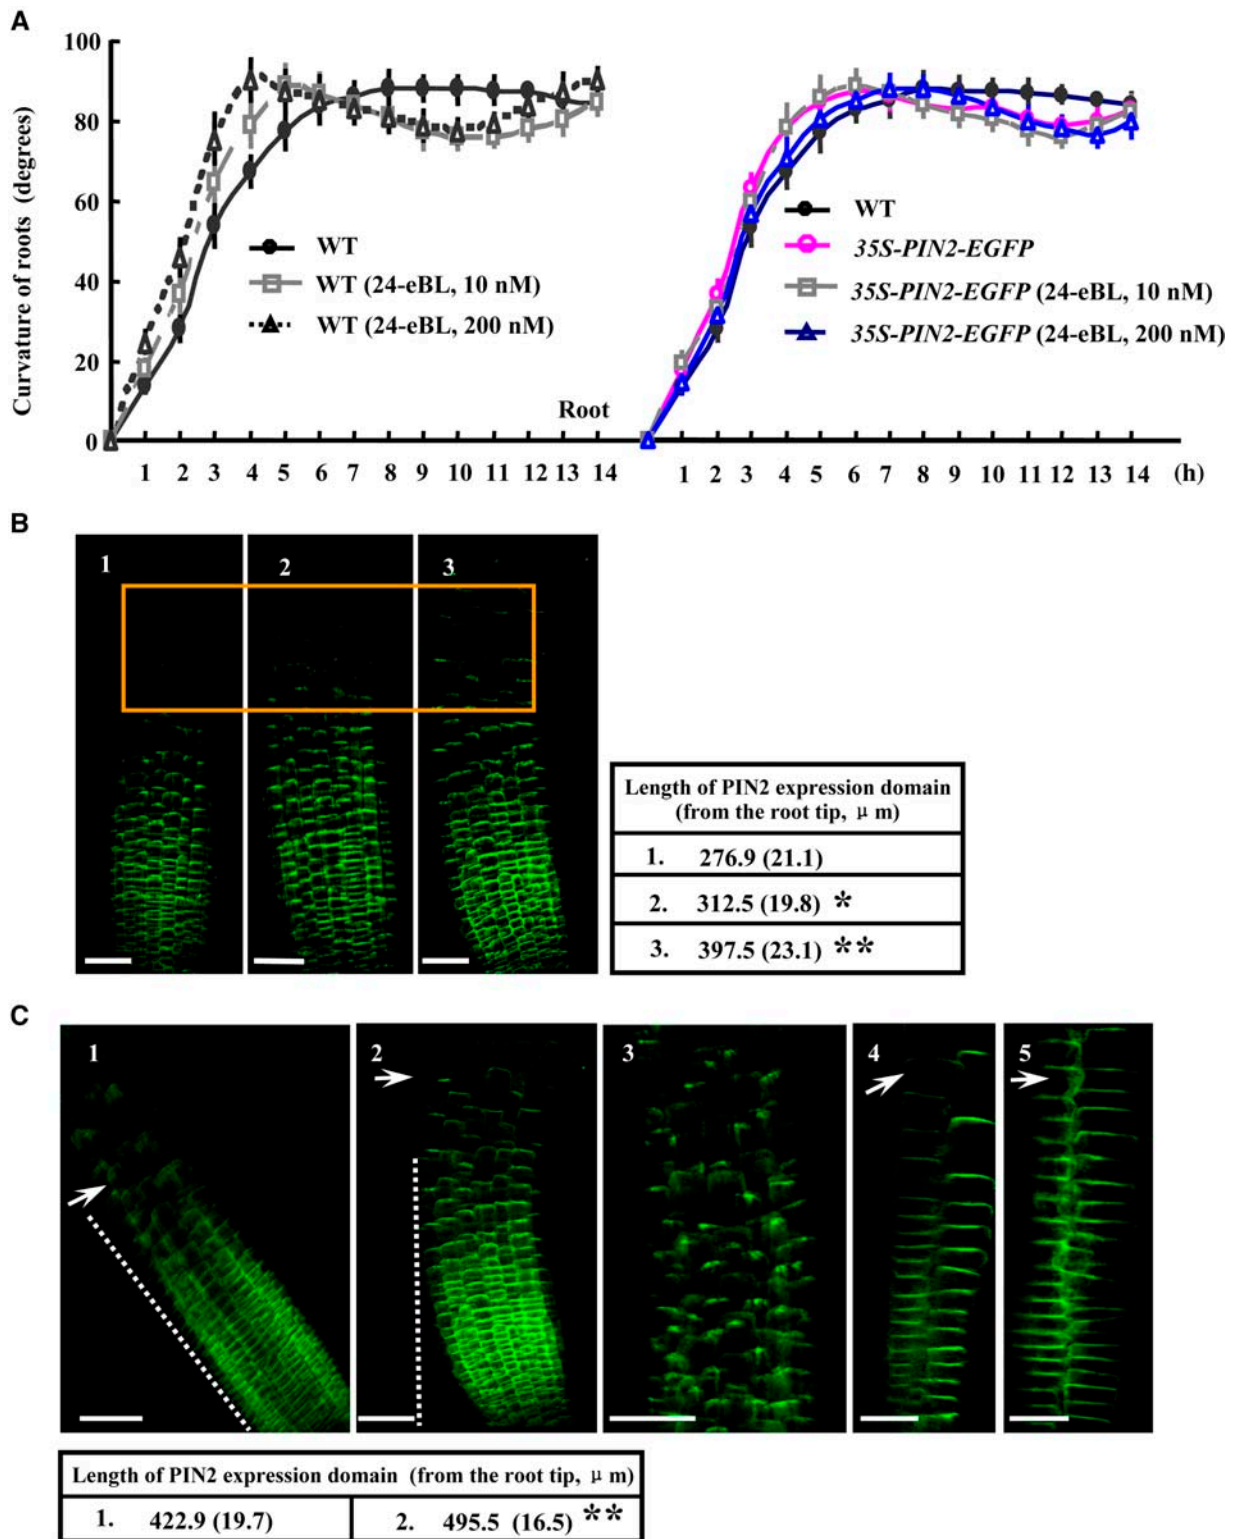 A
100
80
60
40
20
0
Curvature of roots (degrees)
WT
WT (24-eBL, 10 nM)
WT (24-eBL, 200 nM)
Root
1 2 3 4 5 6 7 8 9 10 11 12 13 14
WT
35S-PIN2-EGFP
35S-PIN2-EGFP (24-eBL, 10 nM)
35S-PIN2-EGFP (24-eBL, 200 nM)
1 2 3 4 5 6 7 8 9 10 11 12 13 14 (h)
B
1 2 3
Length of PIN2 expression domain
(from the root tip, μ m)
1. 276.9 (21.1)
2. 312.5 (19.8) *
3. 397.5 (23.1) **
C
1 2 3 4 5
Length of PIN2 expression domain (from the root tip, μ m)
1. 422.9 (19.7) 2. 495.5 (16.5) **